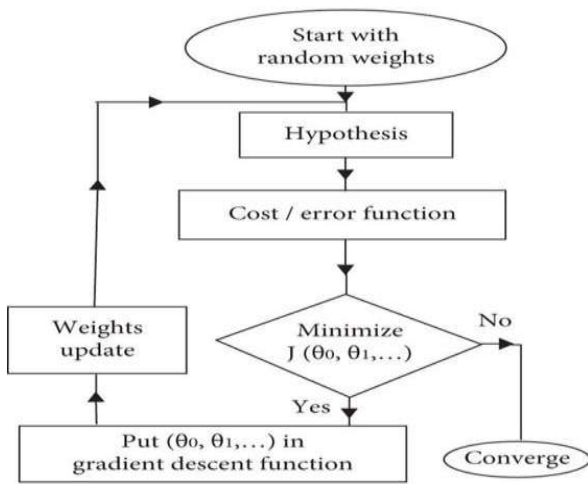 Start with
random weights
Hypothesis
Cost / error function
Minimize
J (θ0, θ1,...)
No
Yes
Weights
update
Put (θ0, θ1,...) in
gradient descent function
Converge